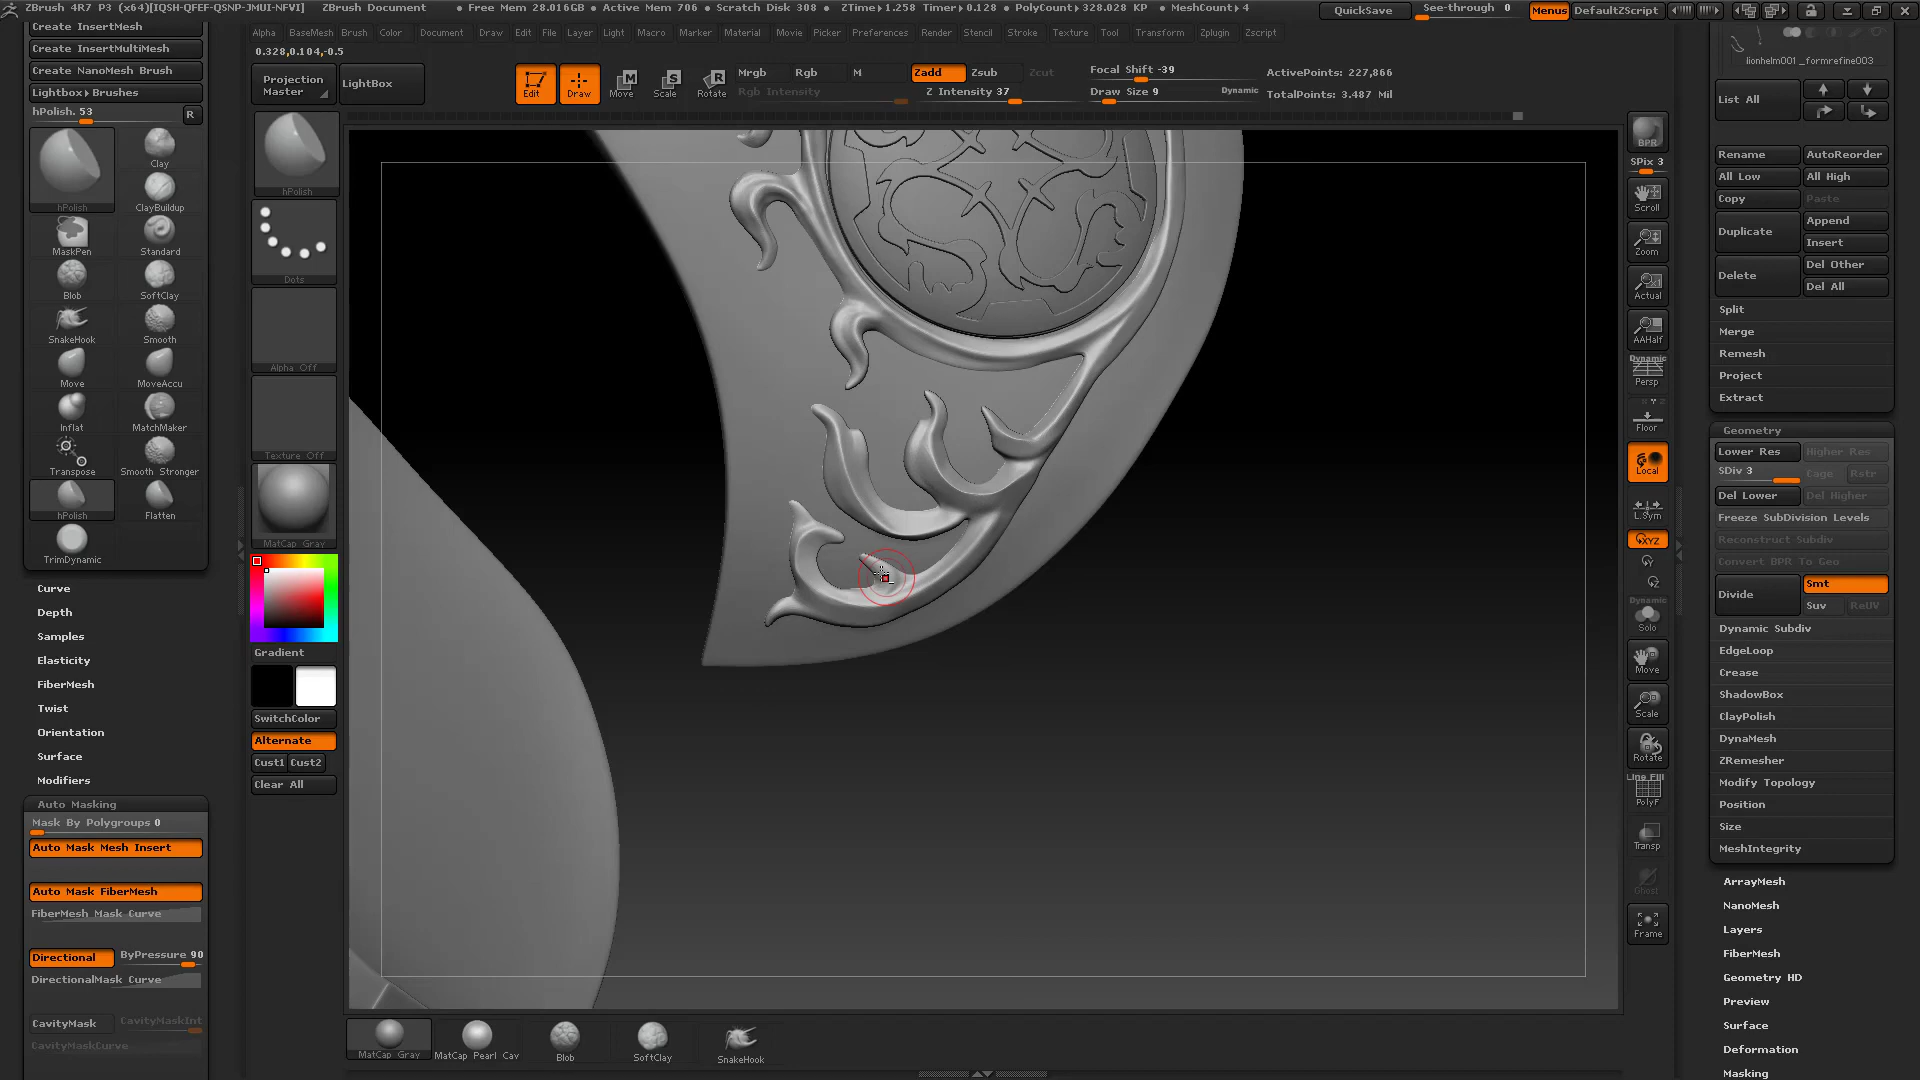 ZBrush 4R7 P3 (x64)[IQSH-QFEF-QSNP-JMUI-NFVI] ZBrush Document • Free Mem 28.016GB • Active Mem 706 • Scratch Disk 308 • ZTime▸1.258 Timer▸0.128 • PolyCount▸328.028 KP • MeshCount▸4 QuickSave See-through 0 Menus DefaultZScript
Alpha BaseMesh Brush Color Document Draw Edit File Layer Light Macro Marker Material Movie Picker Preferences Render Stencil Stroke Texture Tool Transform Zplugin Zscript
0.328,0.104,-0.5
Create InsertMesh
Create InsertMultiMesh
Create NanoMesh Brush
Lightbox▸Brushes
hPolish. 53
R
hPolish
Clay
ClayBuildup
MaskPen
Standard
Blob
SoftClay
SnakeHook
Smooth
Move
MoveAccu
Inflat
MatchMaker
Transpose
Smooth Stronger
hPolish
Flatten
TrimDynamic
Curve
Depth
Samples
Elasticity
FiberMesh
Twist
Orientation
Surface
Modifiers
Auto Masking
Mask By Polygroups 0
Auto Mask Mesh Insert
Auto Mask FiberMesh
FiberMesh Mask Curve
Directional
ByPressure 90
DirectionalMask Curve
CavityMask
CavityMaskInt
CavityMaskCurve
Projection
Master
LightBox
Edit
Draw
Move
Scale
Rotate
Mrgb
Rgb
M
Rgb Intensity
Zadd
Zsub
Zcut
Z Intensity 37
Focal Shift -39
Draw Size 9
Dynamic
ActivePoints: 227,866
TotalPoints: 3.487 Mil
hPolish
Dots
Alpha Off
Texture Off
MatCap Gray
Gradient
SwitchColor
Alternate
Cust1 Cust2
Clear All
MatCap Gray
MatCap Pearl Cav
Blob
SoftClay
SnakeHook
BPR
SPix 3
Scroll
Zoom
Actual
AAHalf
Dynamic
Persp
Floor
Local
L.Sym
XYZ
Dynamic
Solo
Move
Scale
Rotate
Line Fill
PolyF
Transp
Ghost
Frame
lionhelm001 _formrefine003
List All
Rename
AutoReorder
All Low
All High
Copy
Paste
Duplicate
Append
Insert
Delete
Del Other
Del All
Split
Merge
Remesh
Project
Extract
Geometry
Lower Res
Higher Res
SDiv 3
Cage
Rstr
Del Lower
Del Higher
Freeze SubDivision Levels
Reconstruct Subdiv
Convert BPR To Geo
Divide
Smt
Suv
ReUV
Dynamic Subdiv
EdgeLoop
Crease
ShadowBox
ClayPolish
DynaMesh
ZRemesher
Modify Topology
Position
Size
MeshIntegrity
ArrayMesh
NanoMesh
Layers
FiberMesh
Geometry HD
Preview
Surface
Deformation
Masking